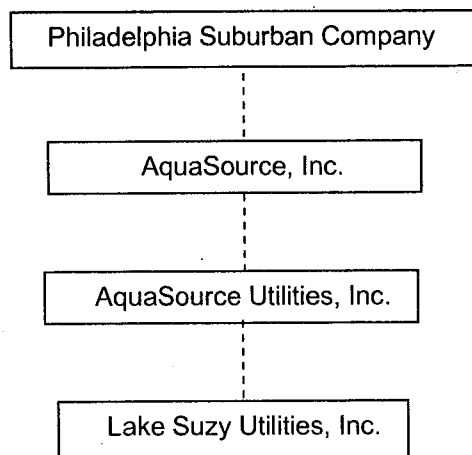 Philadelphia Suburban Company
AquaSource, Inc.
AquaSource Utilities, Inc.
Lake Suzy Utilities, Inc.